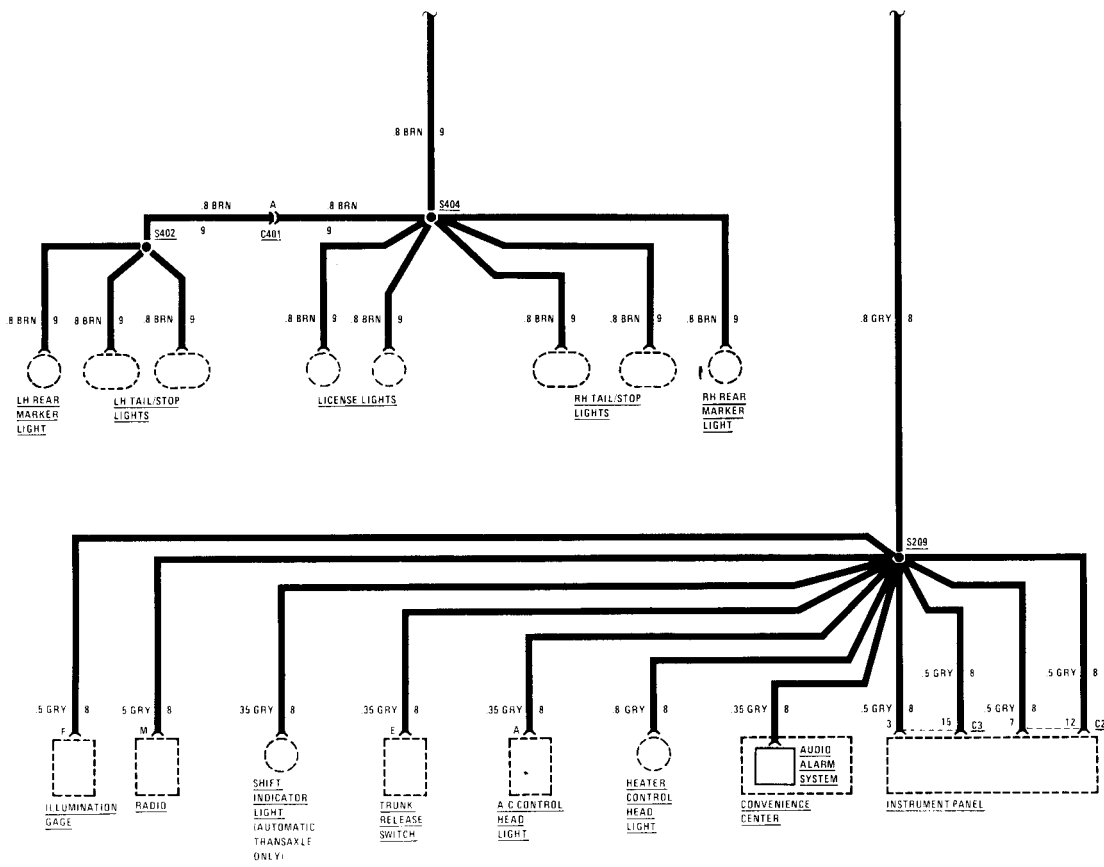 .8 BRN 9
S404
.8 BRN A .8 BRN
9 C401 9
S402
.8 BRN 9 .8 BRN 9 .8 BRN 9 .8 BRN 9 .8 BRN 9 .8 BRN 9 .8 BRN 9 .8 BRN 9
.8 GRY 8
LH REAR
MARKER
LIGHT
LH TAIL/STOP
LIGHTS
LICENSE LIGHTS
RH TAIL/STOP
LIGHTS
RH REAR
MARKER
LIGHT
S209
.5 GRY 8 .5 GRY 8
.5 GRY 8 5 GRY 8 .35 GRY 8 .35 GRY 8 .35 GRY 8 .8 GRY 8 .35 GRY 8 .5 GRY 8 .5 GRY 8
F M E A 3 15 C3 7 12 C2
ILLUMINATION
GAGE
RADIO
SHIFT
INDICATOR
LIGHT
(AUTOMATIC
TRANSAXLE
ONLY)
TRUNK
RELEASE
SWITCH
A C CONTROL
HEAD
LIGHT
HEATER
CONTROL
HEAD
LIGHT
AUDIO
ALARM
SYSTEM
CONVENIENCE
CENTER
INSTRUMENT PANEL